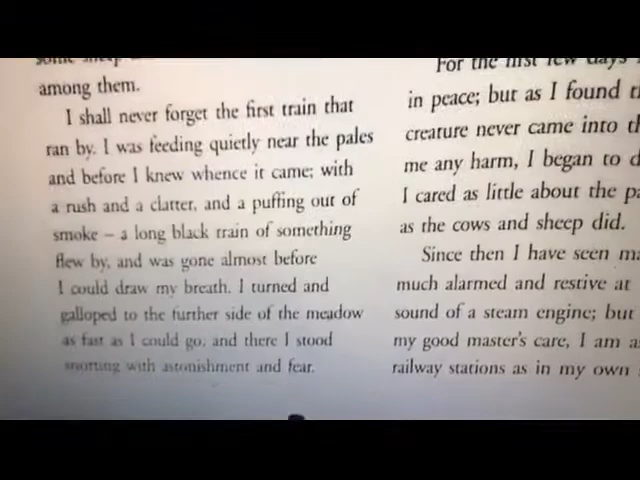 among them.
I shall never forget the first train that
ran by. I was feeding quietly near the pales
and before I knew whence it came; with
a rush and a clatter, and a puffing out of
smoke – a long black train of something
flew by, and was gone almost before
I could draw my breath. I turned and
galloped to the further side of the meadow
as fast as I could go, and there I stood
snorting with astonishment and fear.
For the first few days
in peace; but as I found
creature never came into
me any harm, I began to
I cared as little about the
as the cows and sheep did.
Since then I have seen
much alarmed and restive at
sound of a steam engine; but
my good master's care, I am
railway stations as in my own